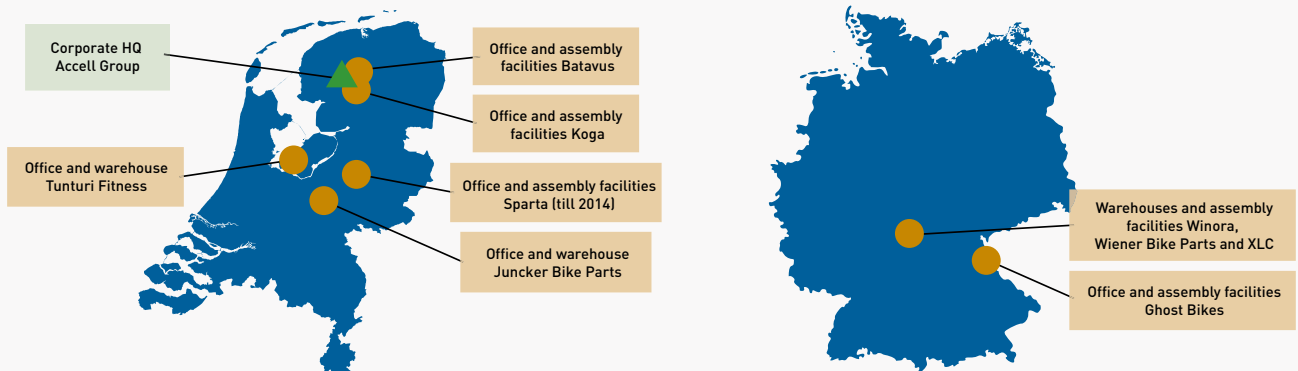 Corporate HQ
Accell Group
Office and assembly
facilities Batavus
Office and assembly
facilities Koga
Office and warehouse
Tunturi Fitness
Office and assembly facilities
Sparta (till 2014)
Office and warehouse
Juncker Bike Parts
Warehouses and assembly
facilities Winora,
Wiener Bike Parts and XLC
Office and assembly facilities
Ghost Bikes